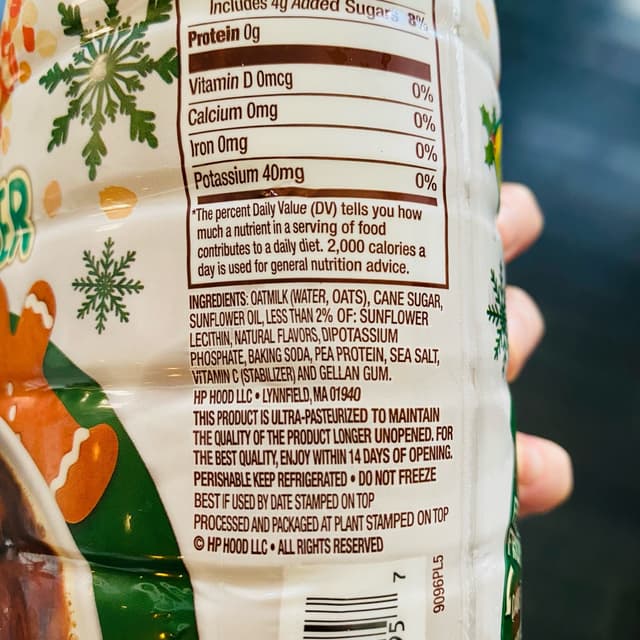 Includes 4g Added Sugars 8%
Protein 0g
Vitamin D 0mcg 0%
Calcium 0mg 0%
Iron 0mg 0%
Potassium 40mg 0%
*The percent Daily Value (DV) tells you how
much a nutrient in a serving of food
contributes to a daily diet. 2,000 calories a
day is used for general nutrition advice.
INGREDIENTS: OATMILK (WATER, OATS), CANE SUGAR,
SUNFLOWER OIL, LESS THAN 2% OF: SUNFLOWER
LECITHIN, NATURAL FLAVORS, DIPOTASSIUM
PHOSPHATE, BAKING SODA, PEA PROTEIN, SEA SALT,
VITAMIN C (STABILIZER) AND GELLAN GUM.
HP HOOD LLC • LYNNFIELD, MA 01940
THIS PRODUCT IS ULTRA-PASTEURIZED TO MAINTAIN
THE QUALITY OF THE PRODUCT LONGER UNOPENED. FOR
THE BEST QUALITY, ENJOY WITHIN 14 DAYS OF OPENING.
PERISHABLE KEEP REFRIGERATED • DO NOT FREEZE
BEST IF USED BY DATE STAMPED ON TOP
PROCESSED AND PACKAGED AT PLANT STAMPED ON TOP
© HP HOOD LLC • ALL RIGHTS RESERVED
9096PL5
7
5
ER